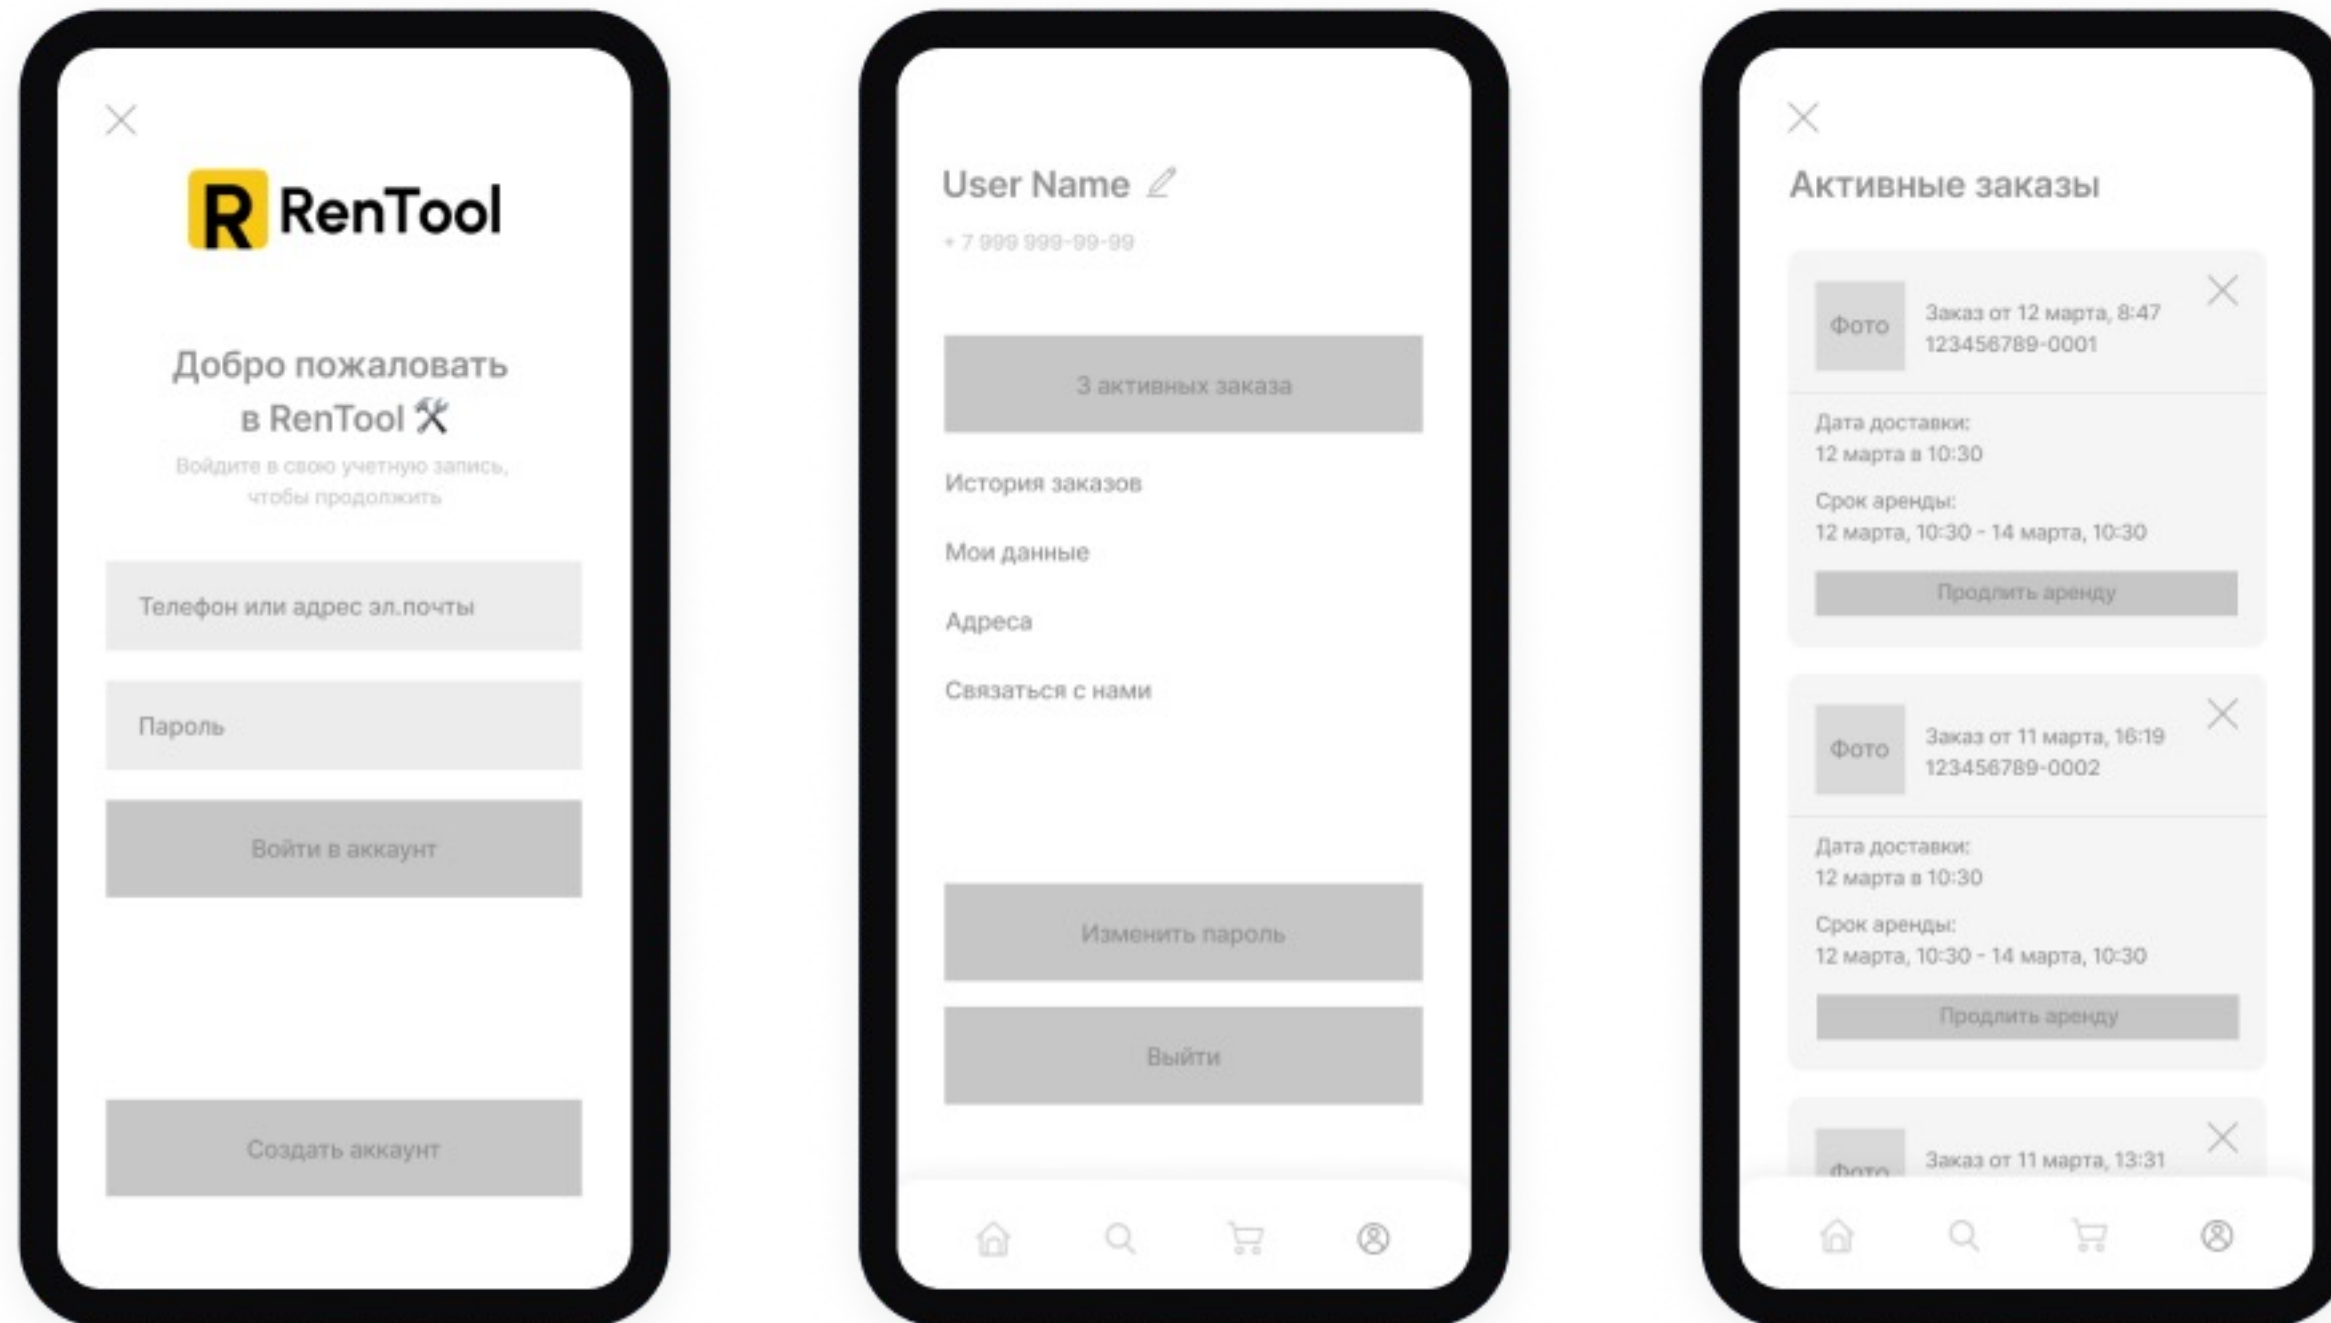 R RenTool
Добро пожаловать
в RenTool 🛠
Войдите в свою учетную запись,
чтобы продолжить
Телефон или адрес эл.почты
Пароль
Войти в аккаунт
Создать аккаунт
User Name
+ 7 999 999-99-99
3 активных заказа
История заказов
Мои данные
Адреса
Связаться с нами
Изменить пароль
Выйти
Активные заказы
Фото
Заказ от 12 марта, 8:47
123456789-0001
Дата доставки:
12 марта в 10:30
Срок аренды:
12 марта, 10:30 - 14 марта, 10:30
Продлить аренду
Фото
Заказ от 11 марта, 16:19
123456789-0002
Дата доставки:
12 марта в 10:30
Срок аренды:
12 марта, 10:30 - 14 марта, 10:30
Продлить аренду
Фото
Заказ от 11 марта, 13:31